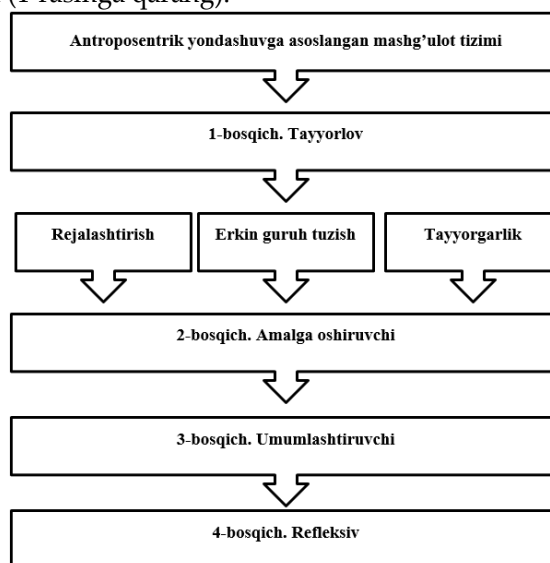 (1-rasmga qarang).
Antroposentrik yondashuvga asoslangan mashg'ulot tizimi
1-bosqich. Tayyorlov
Rejalashtirish
Erkin guruh tuzish
Tayyorgarlik
2-bosqich. Amalga oshiruvchi
3-bosqich. Umumlashtiruvchi
4-bosqich. Refleksiv